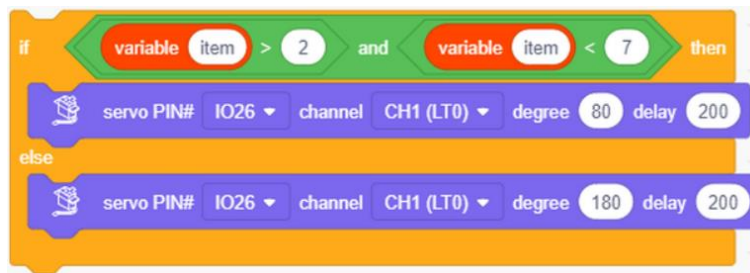 if variable item > 2 and variable item < 7 then
servo PIN# IO26 channel CH1 (LT0) degree 80 delay 200
else
servo PIN# IO26 channel CH1 (LT0) degree 180 delay 200